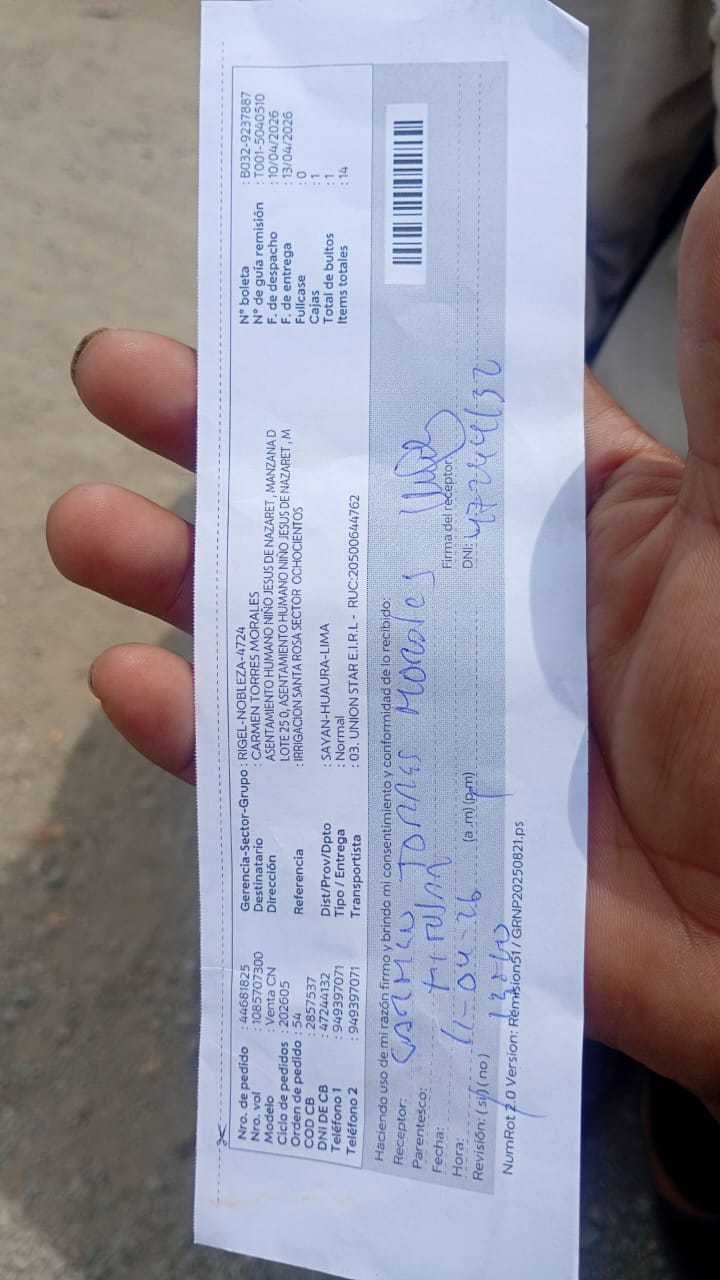 Nro. de pedido : 44681825
Nro. vol : 1085707300
Modelo : Venta CN
Ciclo de pedidos : 202605
Orden de pedido : 54
COD CB : 2857537
DNI DE CB : 47244132
Teléfono 1 : 949397071
Teléfono 2 : 949397071
Gerencia-Sector-Grupo : RIGEL-NOBLEZA-4724
Destinatario : CARMEN TORRES MORALES
Dirección ASENTAMIENTO HUMANO NIÑO JESUS DE NAZARET , MANZANA D
LOTE 25 0, ASENTAMIENTO HUMANO NIÑO JESUS DE NAZARET , M
Referencia : IRRIGACION SANTA ROSA SECTOR OCHOCIENTOS
Dist/Prov/Dpto : SAYAN-HUAURA-LIMA
Tipo / Entrega : Normal
Transportista : 03. UNION STAR E.I.R.L - RUC:20500644762
N° boleta : B032-9237887
N° de guía remisión : T001-5040510
F. de despacho : 10/04/2026
F. de entrega : 13/04/2026
Fullcase : 0
Cajas : 1
Total de bultos : 1
Items totales : 14
Haciendo uso de mi razón firmo y brindo mi consentimiento y conformidad de lo recibido:
Receptor: CARMEN TORRES MORALES
Parentesco: titular
Fecha: 11-04-26
Hora: 13:40 (a .m) (p.m)
Revisión: ( si) (no )
Firma del receptor
DNI: 47244132
NumRot 2.0 Version: Remision51 / GRNP20250821.ps